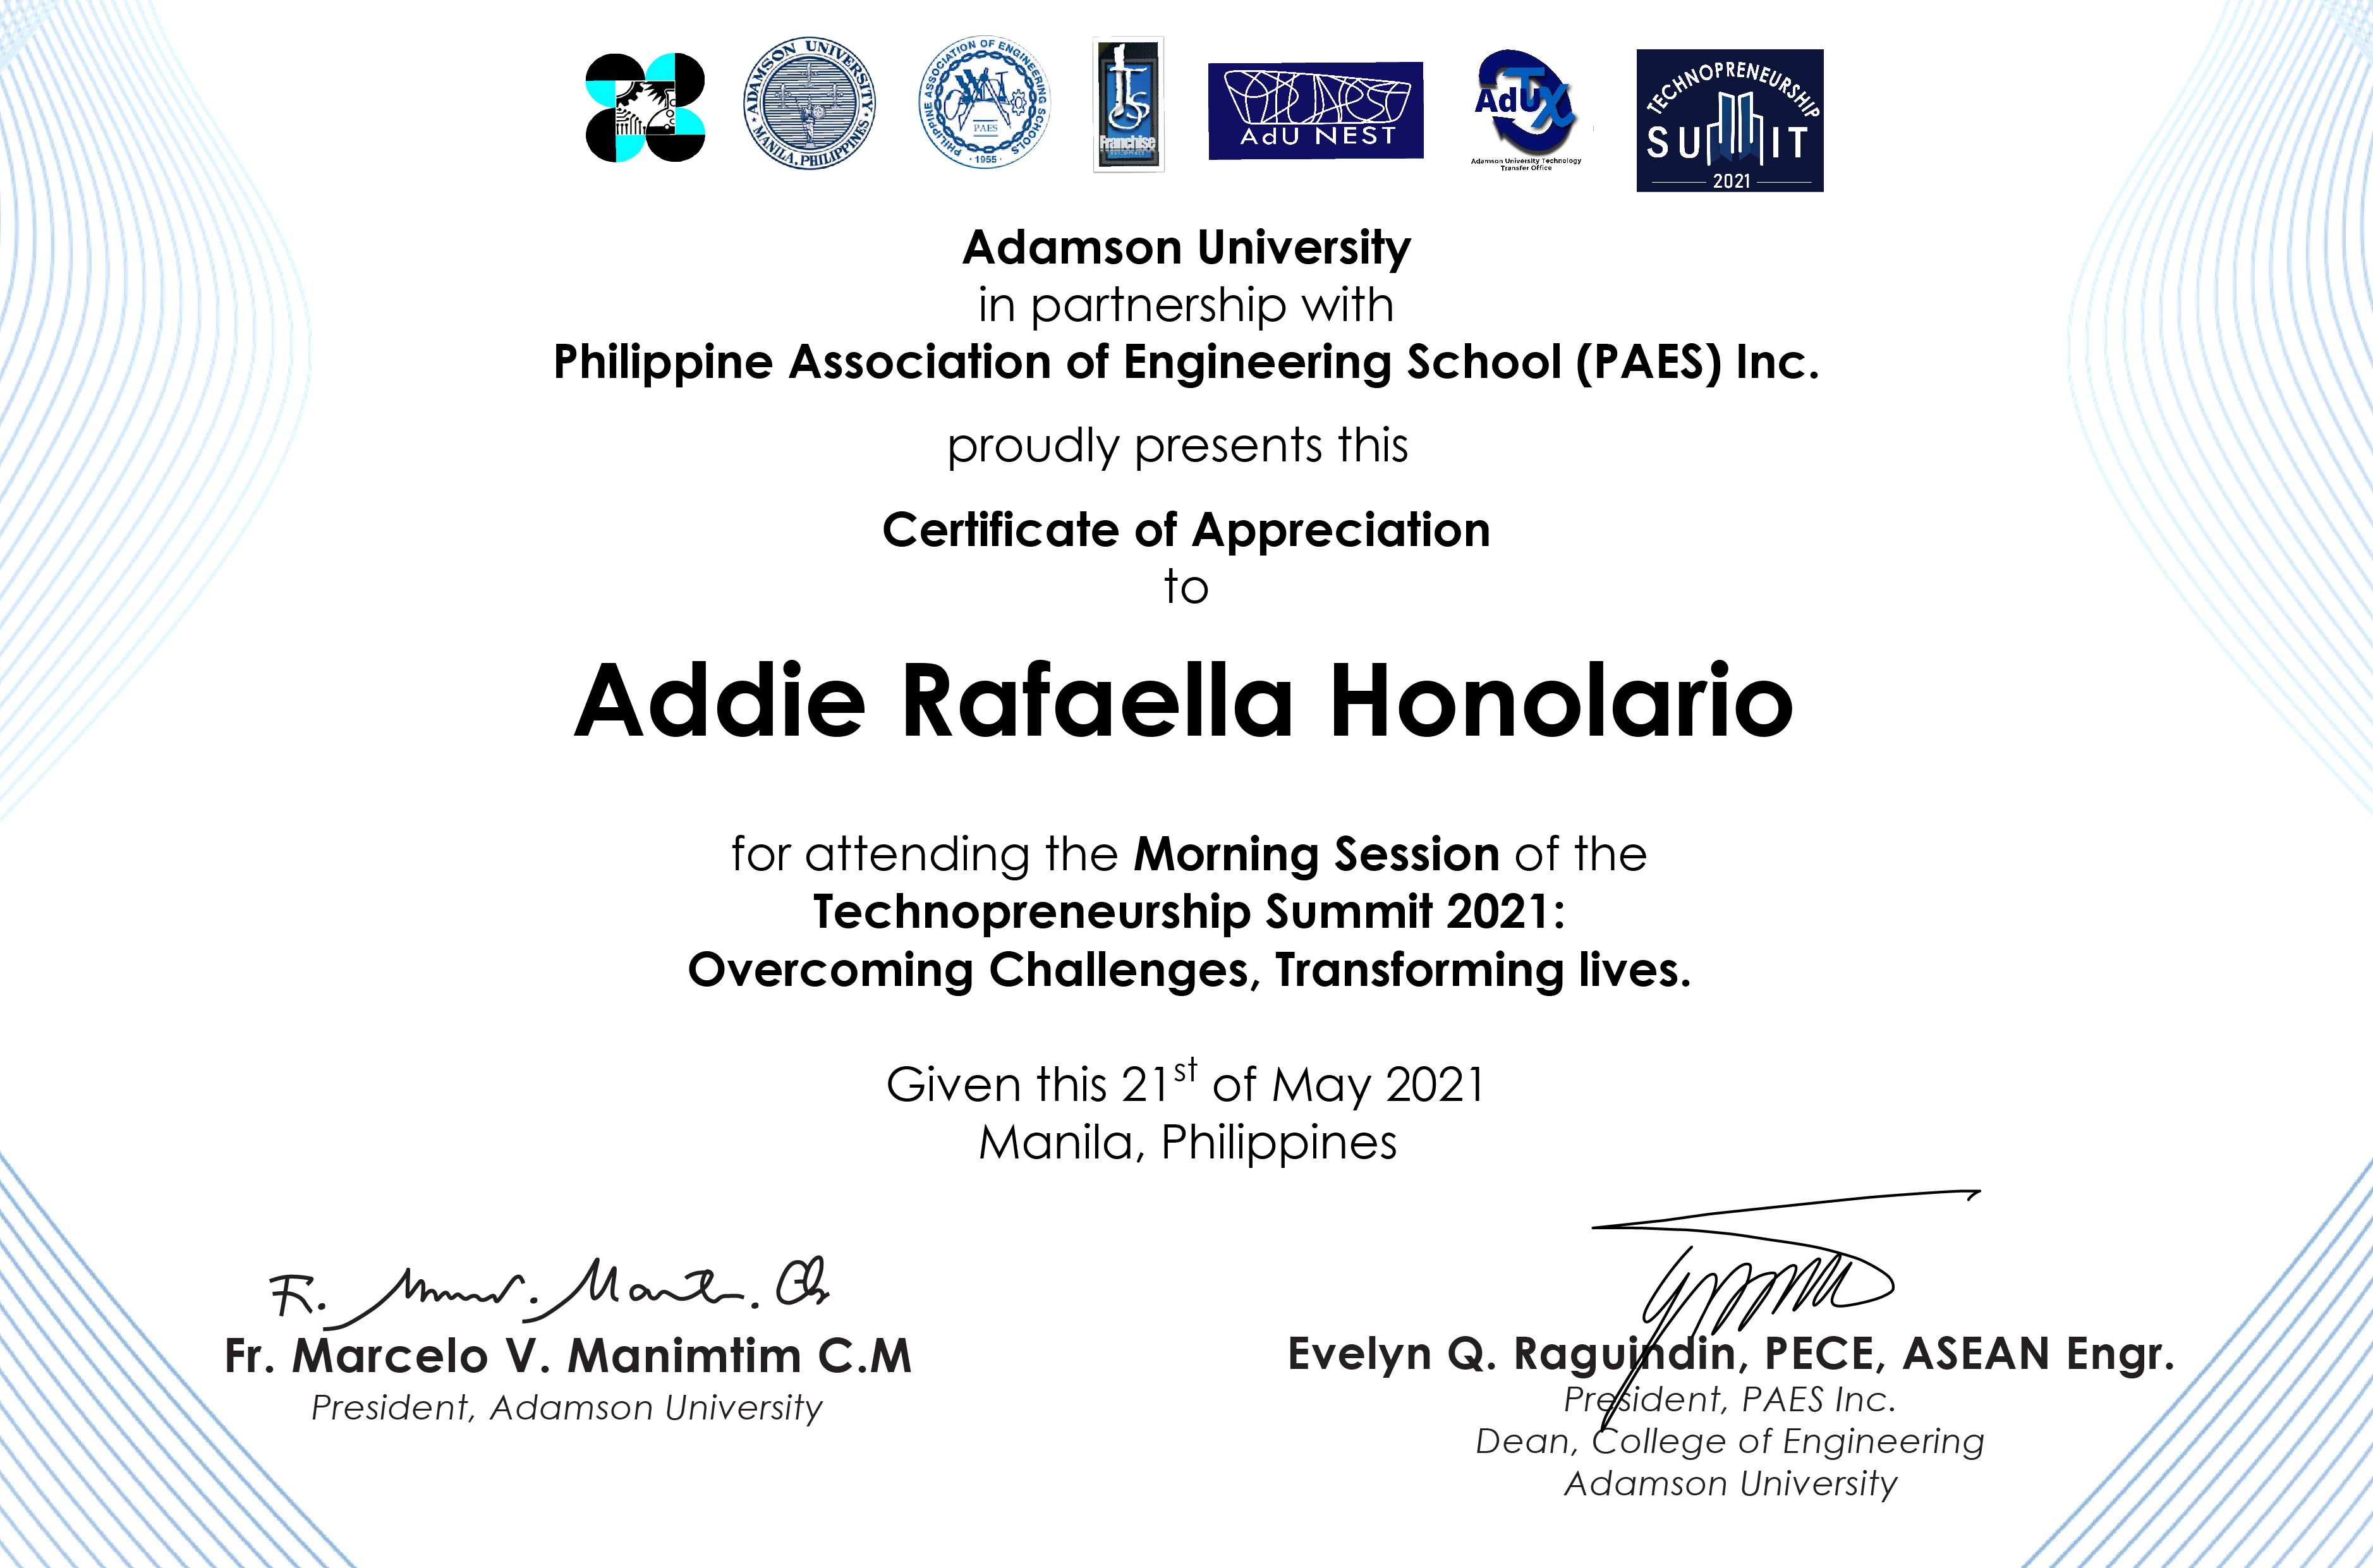 ADAMSON UNIVERSITY
MANILA, PHILIPPINES
PHILIPPINE ASSOCIATION OF ENGINEERING SCHOOLS
PAES
1955
Franchise
AdU NEST
AdUTX
Adamson University Technology
Transfer Office
TECHNOPRENEURSHIP
SUMMIT
2021
Adamson University
in partnership with
Philippine Association of Engineering School (PAES) Inc.
proudly presents this
Certificate of Appreciation
to
Addie Rafaella Honolario
for attending the Morning Session of the
Technopreneurship Summit 2021:
Overcoming Challenges, Transforming lives.
Given this 21st of May 2021
Manila, Philippines
Fr. Marcelo V. Manimtim C.M
President, Adamson University
Evelyn Q. Raguindin, PECE, ASEAN Engr.
President, PAES Inc.
Dean, College of Engineering
Adamson University